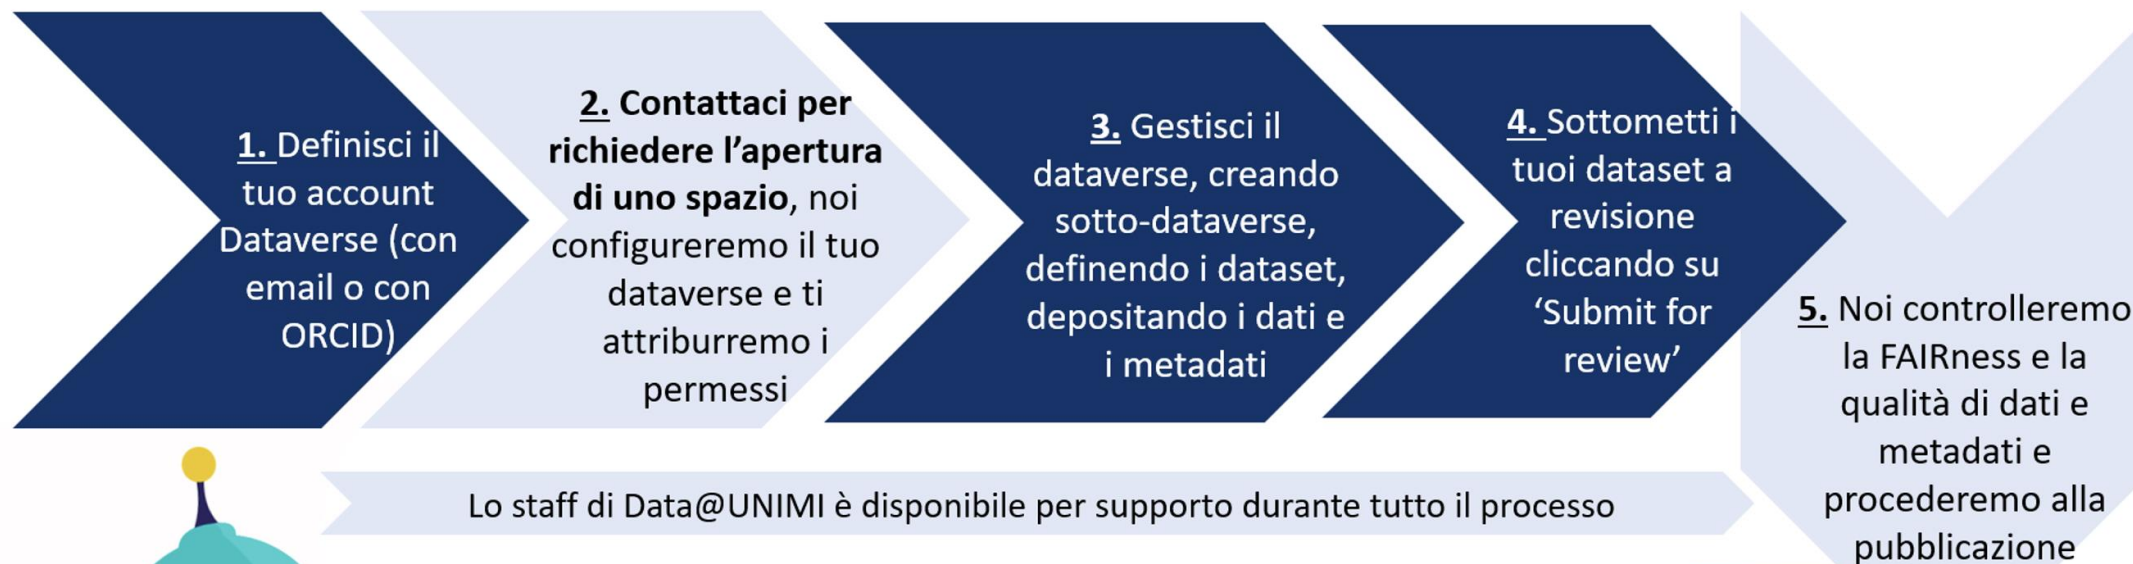 1. Definisci il
tuo account
Dataverse (con
email o con
ORCID)
2. Contattaci per
richiedere l’apertura
di uno spazio, noi
configureremo il tuo
dataverse e ti
attriburremo i
permessi
3. Gestisci il
dataverse, creando
sotto-dataverse,
definendo i dataset,
depositando i dati e
i metadati
4. Sottometti i
tuoi dataset a
revisione
cliccando su
‘Submit for
review’
5. Noi controlleremo
la FAIRness e la
qualità di dati e
metadati e
procederemo alla
pubblicazione
Lo staff di Data@UNIMI è disponibile per supporto durante tutto il processo